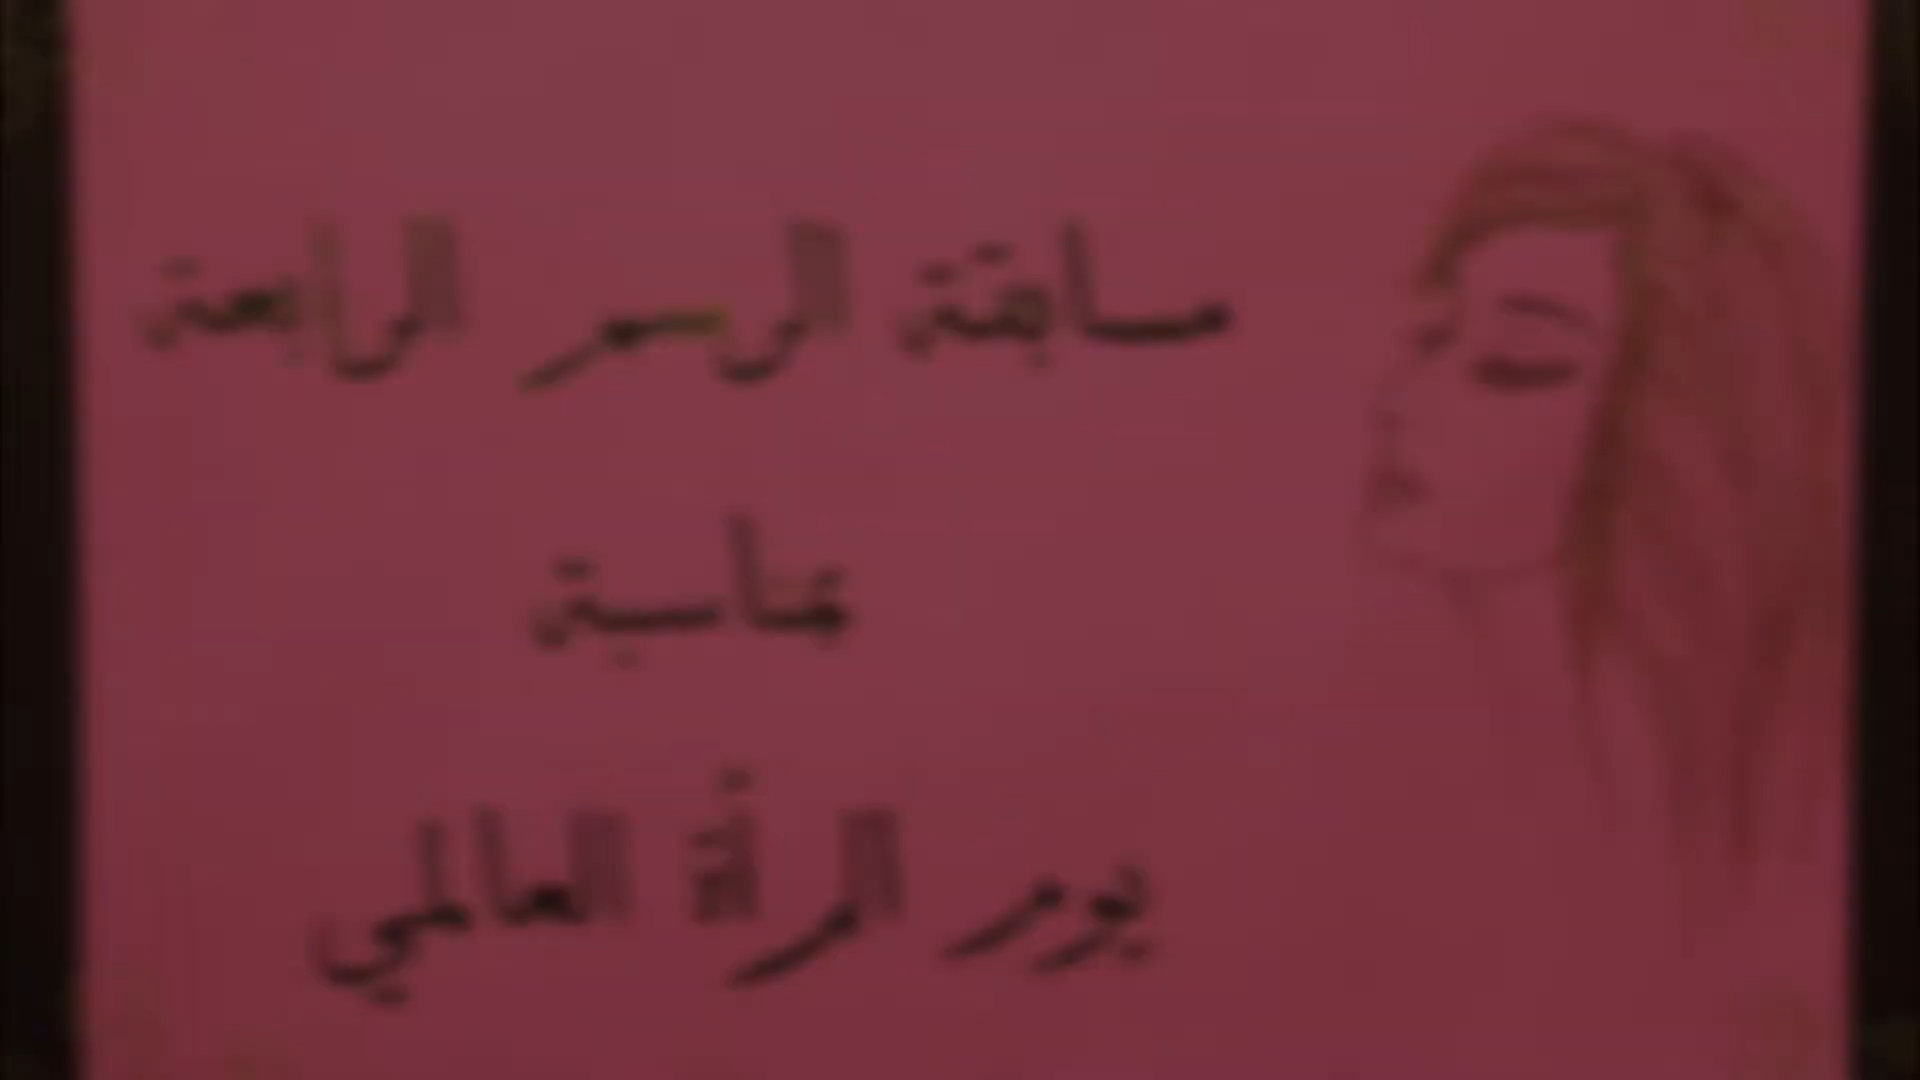 مسابقة الرسم الرابعة
بمناسبة
يوم المرأة العالمي